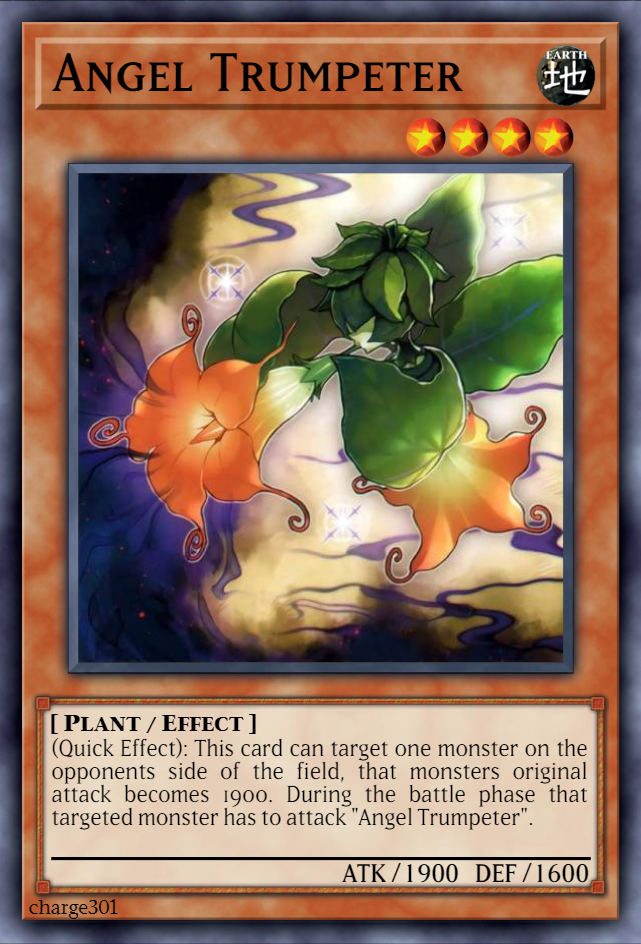 Angel Trumpeter
EARTH
地
[ Plant / Effect ]
(Quick Effect): This card can target one monster on the
opponents side of the field, that monsters original
attack becomes 1900. During the battle phase that
targeted monster has to attack "Angel Trumpeter".
ATK/1900 DEF/1600
charge301